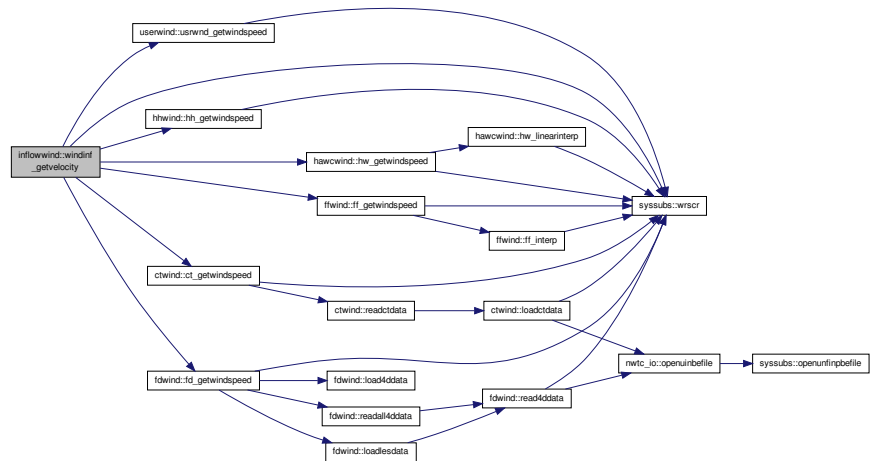 userwind::usrwnd_getwindspeed
hhwind::hh_getwindspeed
hawcwind::hw_linearinterp
inflowwind::windinf
_getvelocity
hawcwind::hw_getwindspeed
ffwind::ff_getwindspeed
syssubs::wrscr
ffwind::ff_interp
ctwind::ct_getwindspeed
ctwind::readctdata
ctwind::loadctdata
nwtc_io::openuinbefile
syssubs::openunfinpbefile
fdwind::fd_getwindspeed
fdwind::load4ddata
fdwind::read4ddata
fdwind::readall4ddata
fdwind::loadlesdata